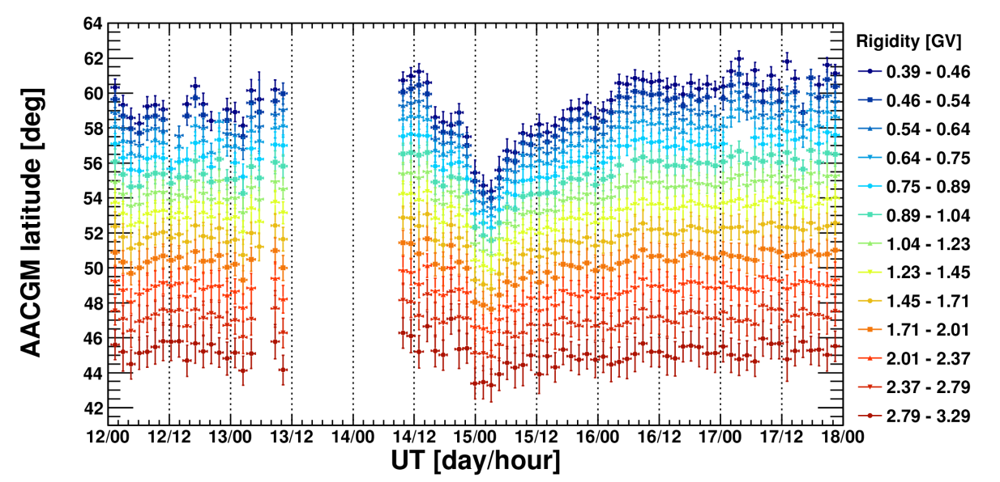 64
62
60
58
56
54
52
50
48
46
44
42
AACGM latitude [deg]
12/00 12/12 13/00 13/12 14/00 14/12 15/00 15/12 16/00 16/12 17/00 17/12 18/00
UT [day/hour]
Rigidity [GV]
0.39 - 0.46
0.46 - 0.54
0.54 - 0.64
0.64 - 0.75
0.75 - 0.89
0.89 - 1.04
1.04 - 1.23
1.23 - 1.45
1.45 - 1.71
1.71 - 2.01
2.01 - 2.37
2.37 - 2.79
2.79 - 3.29